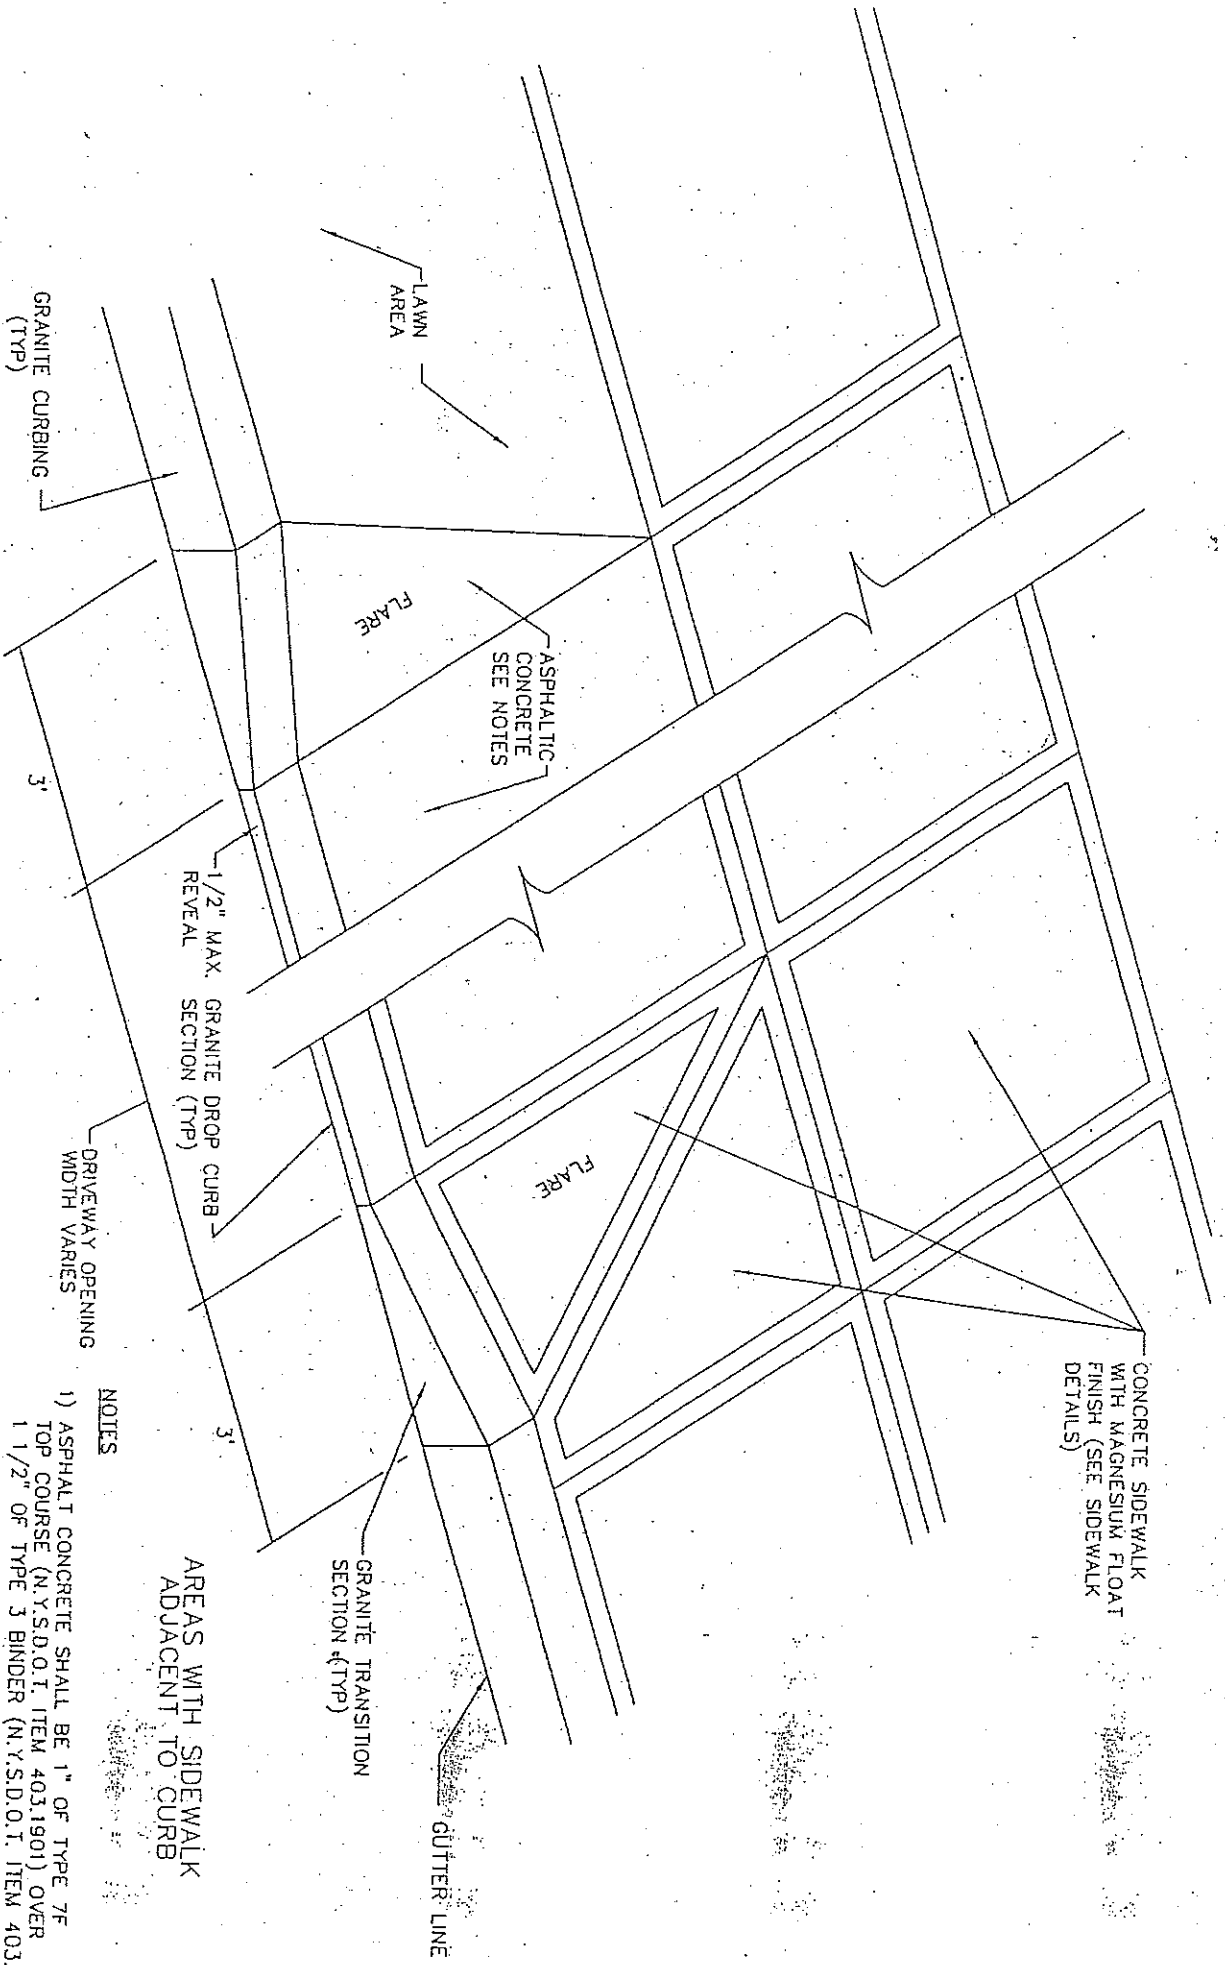 CONCRETE SIDEWALK
WITH MAGNESIUM FLOAT
FINISH (SEE SIDEWALK
DETAILS)
LAWN
AREA
ASPHALTIC
CONCRETE
SEE NOTES
FLARE
FLARE
GRANITE CURBING
(TYP)
1/2" MAX.
REVEAL
GRANITE DROP CURB
SECTION (TYP)
GRANITE TRANSITION
SECTION (TYP)
GUTTER LINE
3'
DRIVEWAY OPENING
WIDTH VARIES
3'
AREAS WITH SIDEWALK
ADJACENT TO CURB
NOTES
1) ASPHALT CONCRETE SHALL BE 1" OF TYPE 7F
TOP COURSE (N.Y.S.D.O.T. ITEM 403.1901) OVER
1 1/2" OF TYPE 3 BINDER (N.Y.S.D.O.T. ITEM 403.